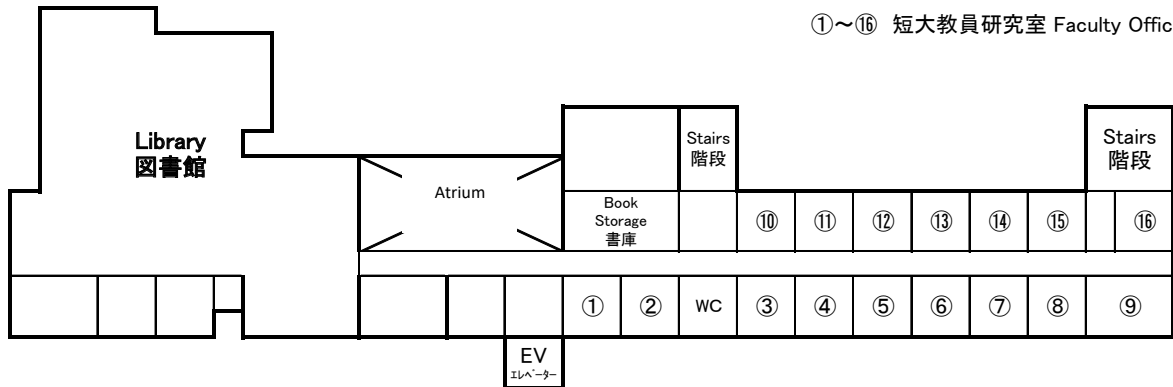 ①～⑯ 短大教員研究室 Faculty Offic
Library
図書館
Stairs
階段
Stairs
階段
Atrium
Book
Storage
書庫
⑩ ⑪ ⑫ ⑬ ⑭ ⑮ ⑯
① ② WC ③ ④ ⑤ ⑥ ⑦ ⑧ ⑨
EV
エレベーター